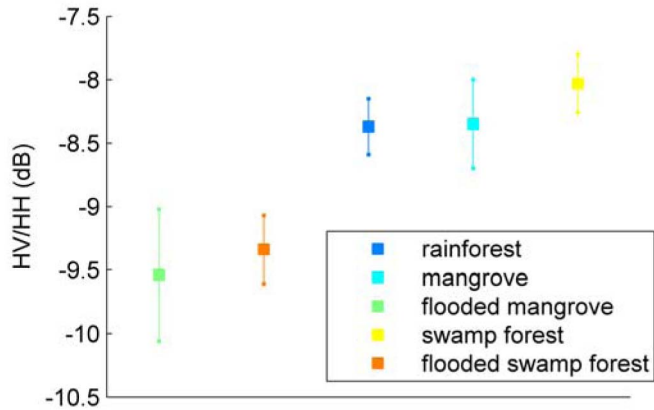 -7.5
-8
-8.5
-9
-9.5
-10
-10.5
HV/HH (dB)
rainforest
mangrove
flooded mangrove
swamp forest
flooded swamp forest